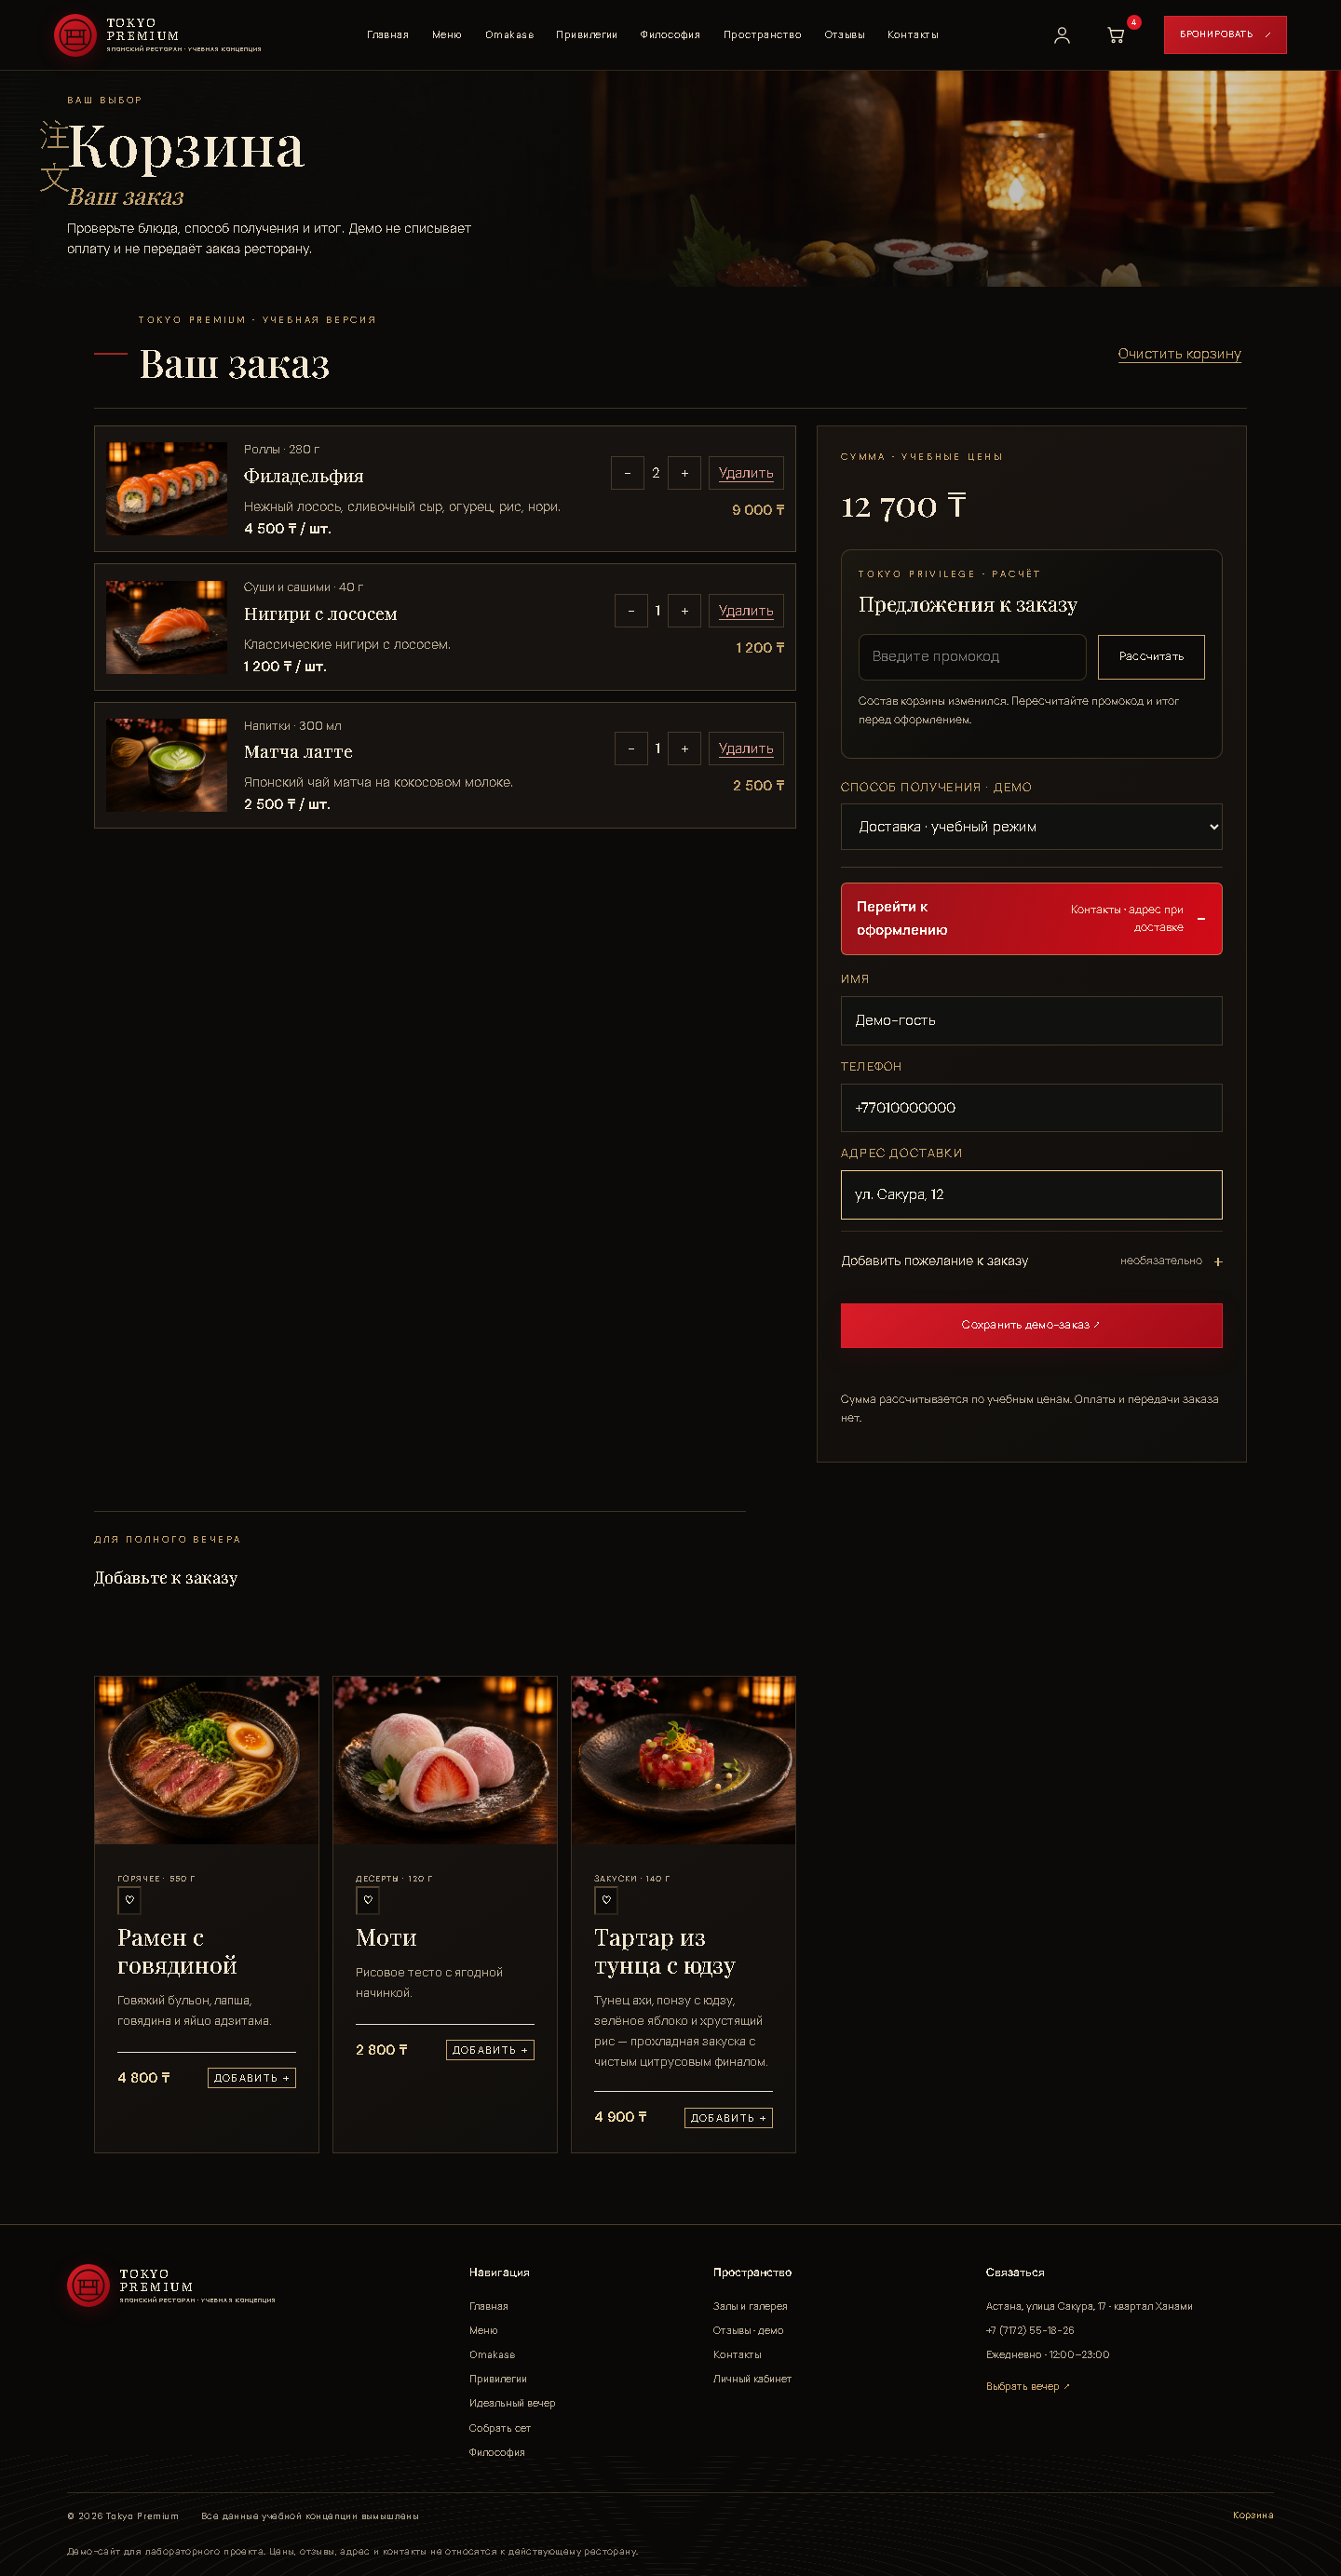 TOKYO
PREMIUM
ЯПОНСКИЙ РЕСТОРАН · УЧЕБНАЯ КОНЦЕПЦИЯ
Главная Меню Omakase Привилегии Философия Пространство Отзывы Контакты
4
БРОНИРОВАТЬ
ВАШ ВЫБОР
注文
Корзина
Ваш заказ
Проверьте блюда, способ получения и итог. Демо не списывает
оплату и не передаёт заказ ресторану.
TOKYO PREMIUM · УЧЕБНАЯ ВЕРСИЯ
Ваш заказ
Очистить корзину
Роллы · 280 г
Филадельфия
Нежный лосось, сливочный сыр, огурец, рис, нори.
4 500 ₸ / шт.
− 2 + Удалить
9 000 ₸
Суши и сашими · 40 г
Нигири с лососем
Классические нигири с лососем.
1 200 ₸ / шт.
− 1 + Удалить
1 200 ₸
Напитки · 300 мл
Матча латте
Японский чай матча на кокосовом молоке.
2 500 ₸ / шт.
− 1 + Удалить
2 500 ₸
СУММА · УЧЕБНЫЕ ЦЕНЫ
12 700 ₸
TOKYO PRIVILEGE · РАСЧЁТ
Предложения к заказу
Введите промокод
Рассчитать
Состав корзины изменился. Пересчитайте промокод и итог
перед оформлением.
СПОСОБ ПОЛУЧЕНИЯ · ДЕМО
Доставка · учебный режим
Перейти к
оформлению
Контакты · адрес при
доставке
−
ИМЯ
Демо-гость
ТЕЛЕФОН
+77010000000
АДРЕС ДОСТАВКИ
ул. Сакура, 12
Добавить пожелание к заказу
необязательно +
Сохранить демо-заказ ↗
Сумма рассчитывается по учебным ценам. Оплаты и передачи заказа
нет.
ДЛЯ ПОЛНОГО ВЕЧЕРА
Добавьте к заказу
ГОРЯЧЕЕ · 550 Г
♡
Рамен с
говядиной
Говяжий бульон, лапша,
говядина и яйцо адзитама.
4 800 ₸
ДОБАВИТЬ +
ДЕСЕРТЫ · 120 Г
♡
Моти
Рисовое тесто с ягодной
начинкой.
2 800 ₸
ДОБАВИТЬ +
ЗАКУСКИ · 140 Г
♡
Тартар из
тунца с юдзу
Тунец ахи, понзу с юдзу,
зелёное яблоко и хрустящий
рис — прохладная закуска с
чистым цитрусовым финалом.
4 900 ₸
ДОБАВИТЬ +
TOKYO
PREMIUM
ЯПОНСКИЙ РЕСТОРАН · УЧЕБНАЯ КОНЦЕПЦИЯ
Навигация
Главная
Меню
Omakase
Привилегии
Идеальный вечер
Собрать сет
Философия
Пространство
Залы и галерея
Отзывы · демо
Контакты
Личный кабинет
Связаться
Астана, улица Сакура, 17 · квартал Ханами
+7 (7172) 55-18-26
Ежедневно · 12:00–23:00
Выбрать вечер ↗
© 2026 Tokyo Premium
Все данные учебной концепции вымышлены
Корзина
Демо-сайт для лабораторного проекта. Цены, отзывы, адрес и контакты не относятся к действующему ресторану.